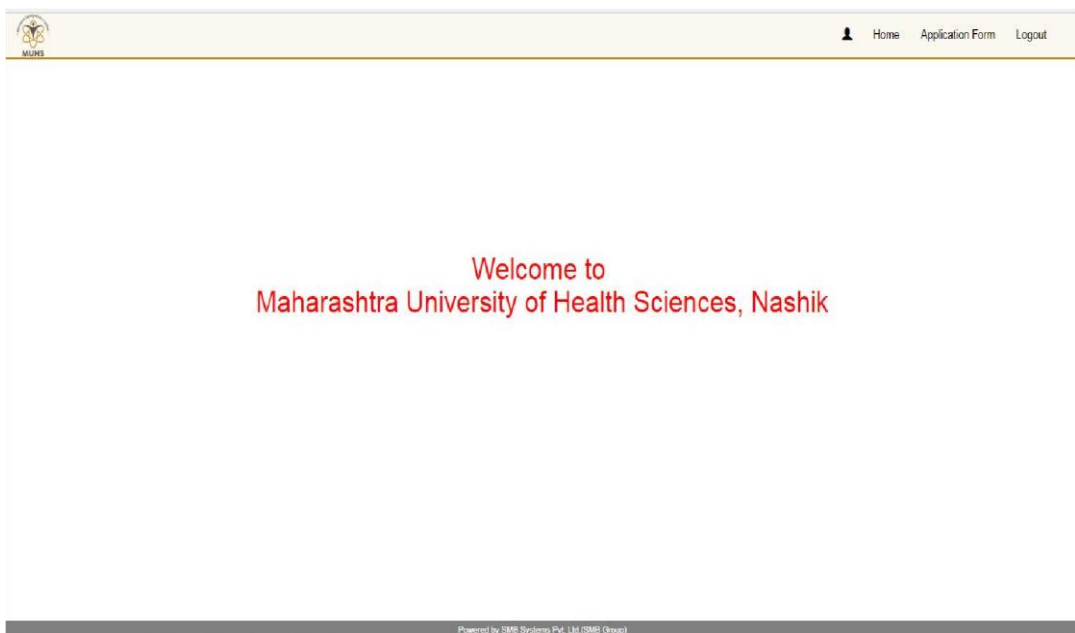 MUHS
Home Application Form Logout
Welcome to
Maharashtra University of Health Sciences, Nashik
Powered by SMB Systems Pvt. Ltd (SMB Group)